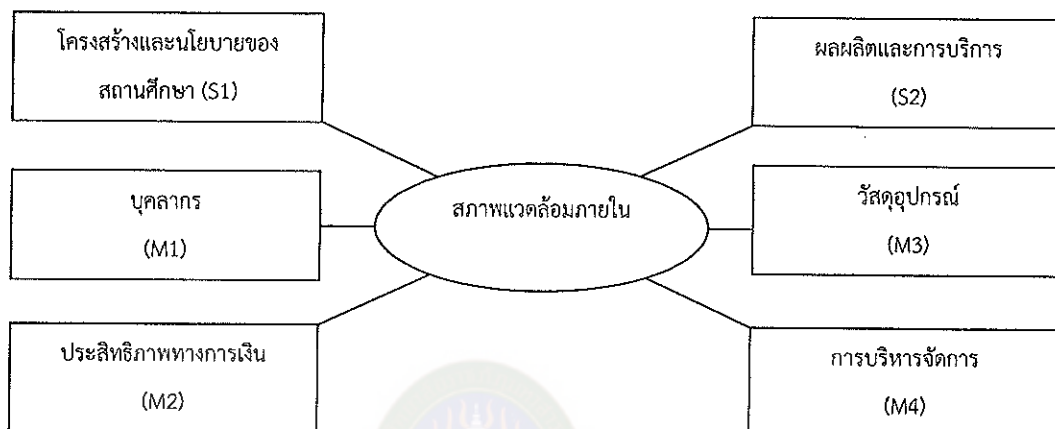 โครงสร้างและนโยบายของ
สถานศึกษา (S1)
ผลผลิตและการบริการ
(S2)
บุคลากร
(M1)
สภาพแวดล้อมภายใน
วัสดุอุปกรณ์
(M3)
ประสิทธิภาพทางการเงิน
(M2)
การบริหารจัดการ
(M4)